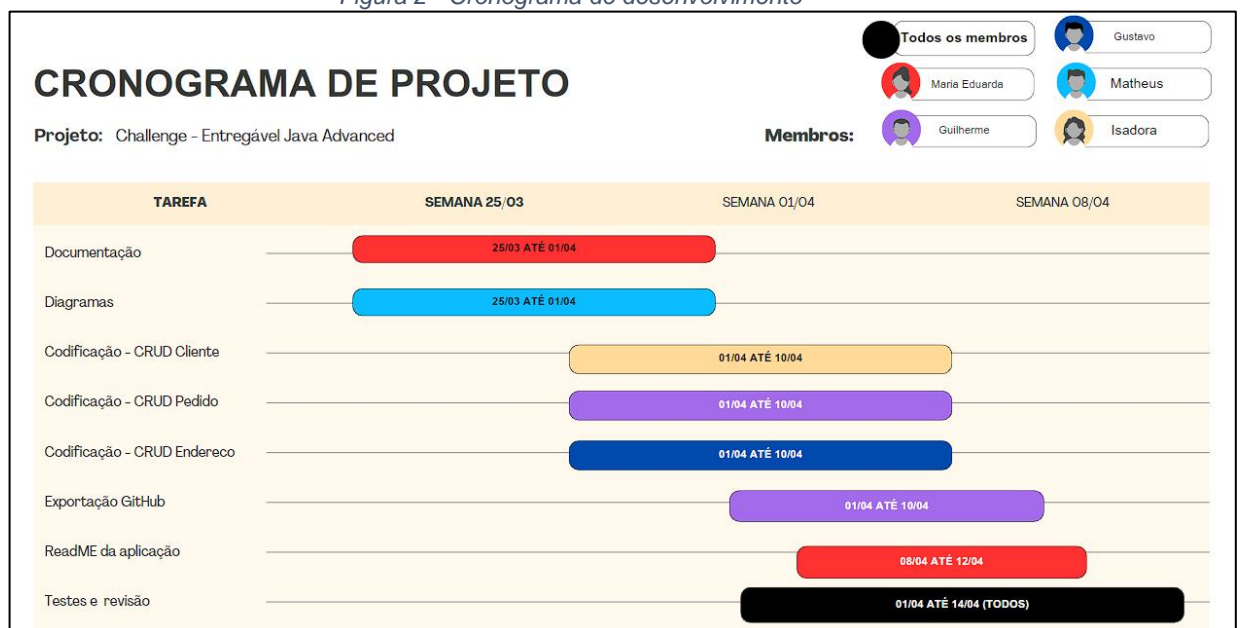 Figura 2 - Cronograma de desenvolvimento
Todos os membros
Gustavo
CRONOGRAMA DE PROJETO
Maria Eduarda
Matheus
Projeto: Challenge - Entregável Java Advanced
Membros:
Guilherme
Isadora
TAREFA
SEMANA 25/03
SEMANA 01/04
SEMANA 08/04
Documentação
25/03 ATÉ 01/04
Diagramas
25/03 ATÉ 01/04
Codificação - CRUD Cliente
01/04 ATÉ 10/04
Codificação - CRUD Pedido
01/04 ATÉ 10/04
Codificação - CRUD Endereco
01/04 ATÉ 10/04
Exportação GitHub
01/04 ATÉ 10/04
ReadME da aplicação
08/04 ATÉ 12/04
Testes e revisão
01/04 ATÉ 14/04 (TODOS)